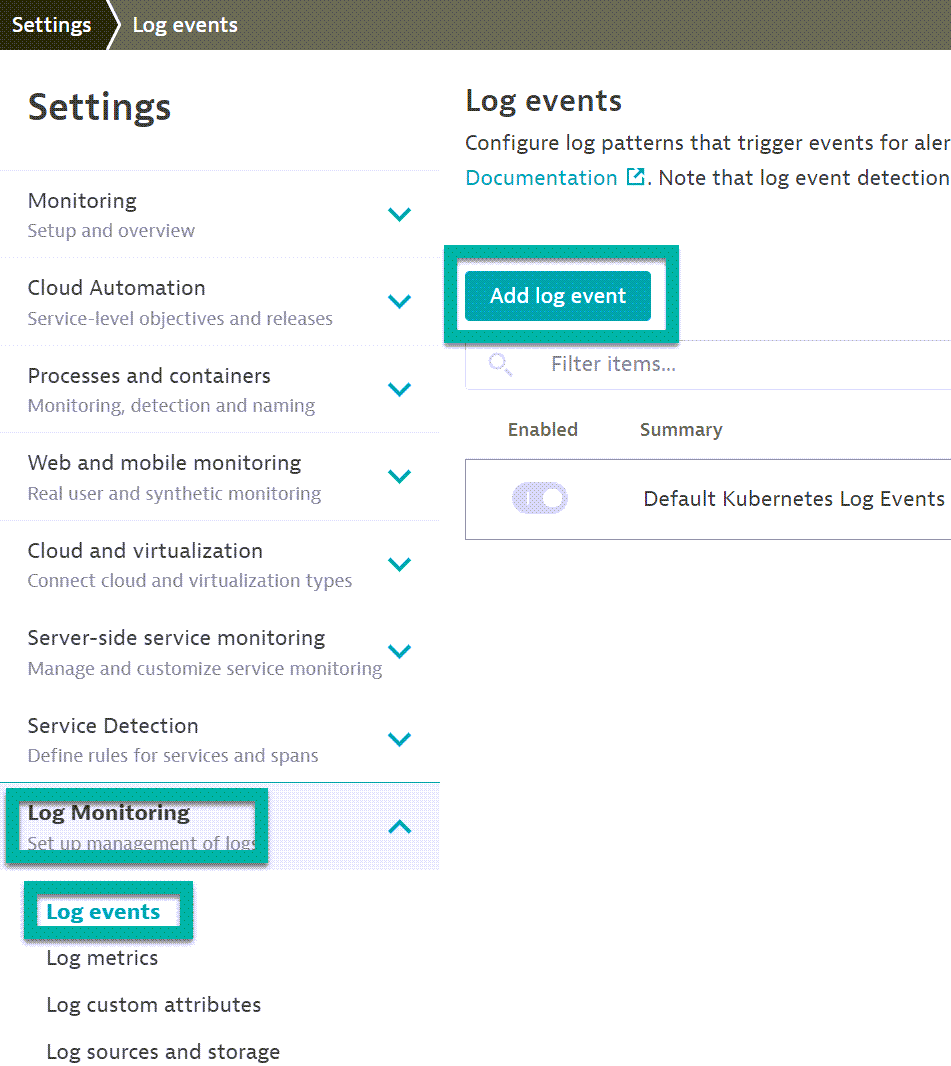 Settings
Log events
Settings
Monitoring
Setup and overview
Cloud Automation
Service-level objectives and releases
Processes and containers
Monitoring, detection and naming
Web and mobile monitoring
Real user and synthetic monitoring
Cloud and virtualization
Connect cloud and virtualization types
Server-side service monitoring
Manage and customize service monitoring
Service Detection
Define rules for services and spans
Log Monitoring
Set up management of logs
Log events
Log metrics
Log custom attributes
Log sources and storage
Log events
Configure log patterns that trigger events for aler
Documentation. Note that log event detection
Add log event
Filter items...
Enabled Summary
Default Kubernetes Log Events